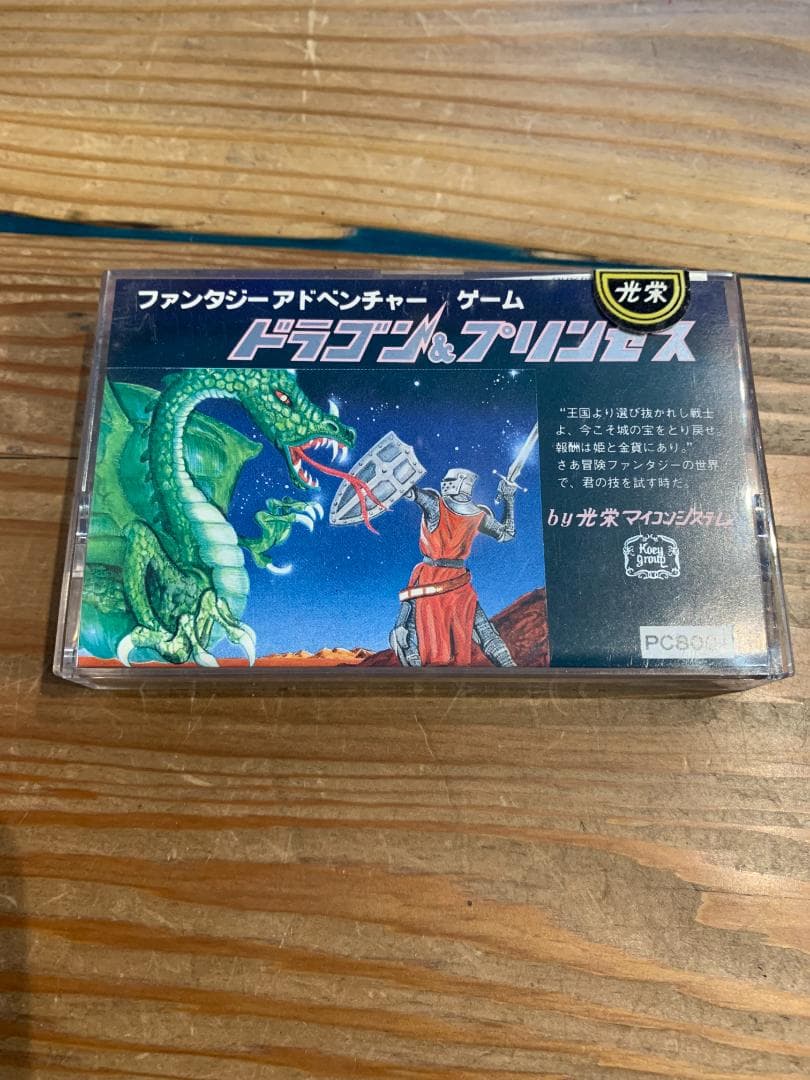 ファンタジーアドベンチャー ゲーム
光栄
ドラゴン&プリンセス
“王国より選び抜かれし戦士
よ、今こそ城の宝をとり戻せ。
報酬は姫と金貨にあり。”
さあ冒険ファンタジーの世界
で、君の技を試す時だ。
by 光栄マイコンシステム
Koey
group